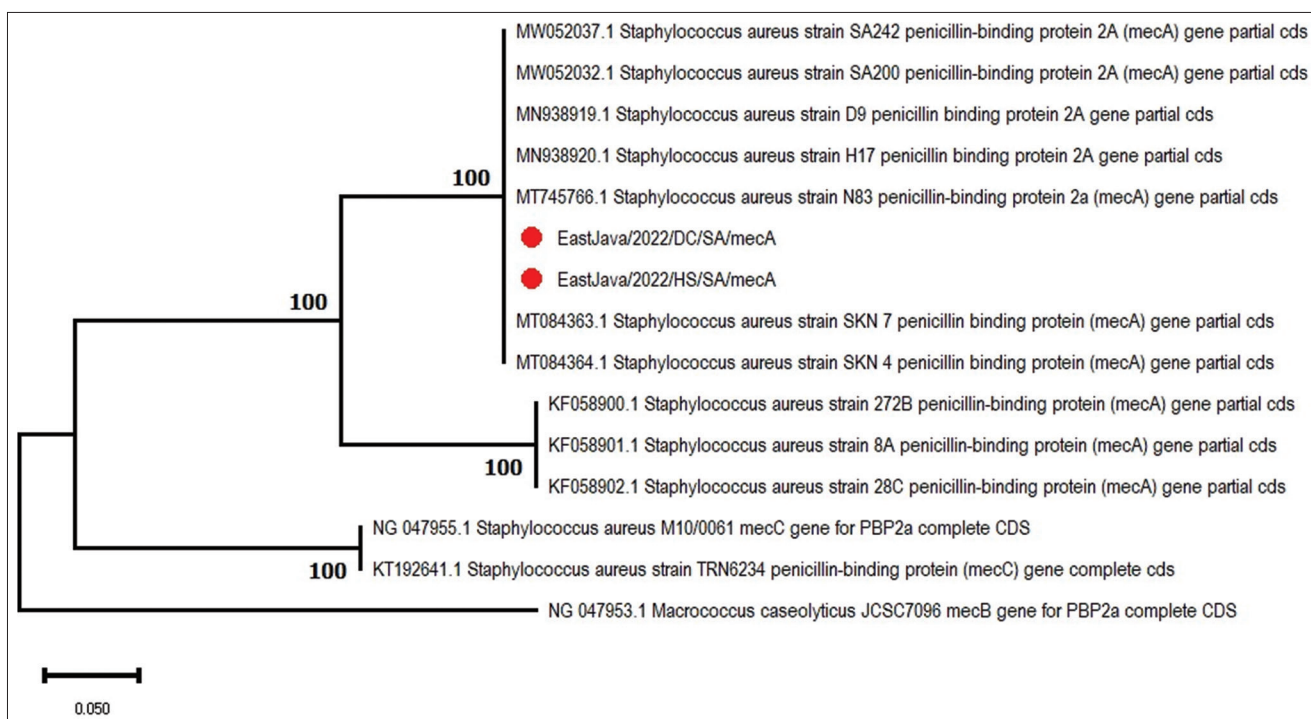 MW052037.1 Staphylococcus aureus strain SA242 penicillin-binding protein 2A (mecA) gene partial cds
MW052032.1 Staphylococcus aureus strain SA200 penicillin-binding protein 2A (mecA) gene partial cds
MN938919.1 Staphylococcus aureus strain D9 penicillin binding protein 2A gene partial cds
MN938920.1 Staphylococcus aureus strain H17 penicillin binding protein 2A gene partial cds
100
MT745766.1 Staphylococcus aureus strain N83 penicillin-binding protein 2a (mecA) gene partial cds
EastJava/2022/DC/SA/mecA
EastJava/2022/HS/SA/mecA
100
MT084363.1 Staphylococcus aureus strain SKN 7 penicillin binding protein (mecA) gene partial cds
MT084364.1 Staphylococcus aureus strain SKN 4 penicillin binding protein (mecA) gene partial cds
KF058900.1 Staphylococcus aureus strain 272B penicillin-binding protein (mecA) gene partial cds
KF058901.1 Staphylococcus aureus strain 8A penicillin-binding protein (mecA) gene partial cds
100
KF058902.1 Staphylococcus aureus strain 28C penicillin-binding protein (mecA) gene partial cds
NG 047955.1 Staphylococcus aureus M10/0061 mecC gene for PBP2a complete CDS
100
KT192641.1 Staphylococcus aureus strain TRN6234 penicillin-binding protein (mecC) gene complete cds
NG 047953.1 Macrococcus caseolyticus JCSC7096 mecB gene for PBP2a complete CDS
0.050